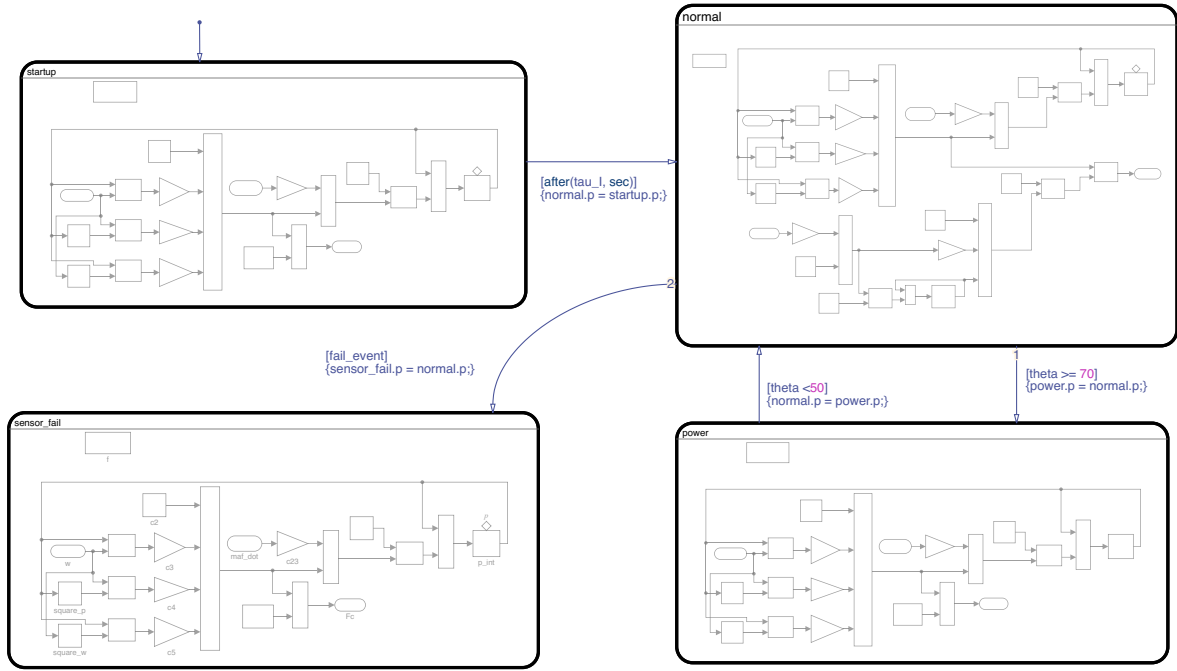 normal
startup
[after(tau_I, sec)]
{normal.p = startup.p;}
2
[fail_event]
{sensor_fail.p = normal.p;}
1
[theta <50]
{normal.p = power.p;}
[theta >= 70]
{power.p = normal.p;}
sensor_fail
f
c2
w
c3
maf_dot
c23
p_int
square_p
c4
Fc
square_w
c5
power